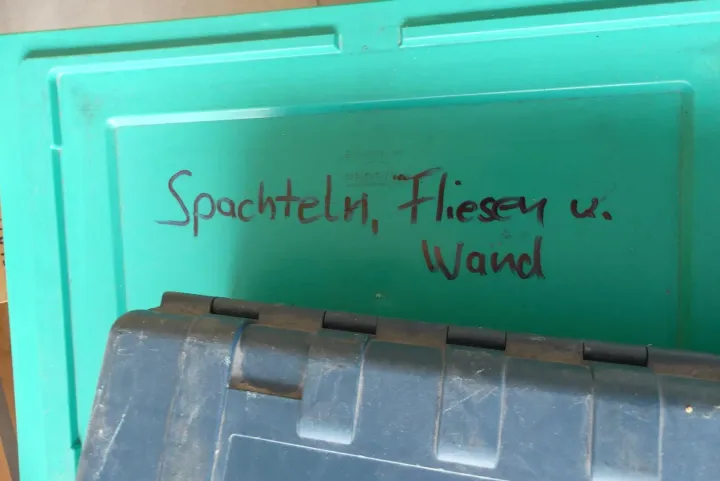 Spachteln, Fliesen u.
Wand